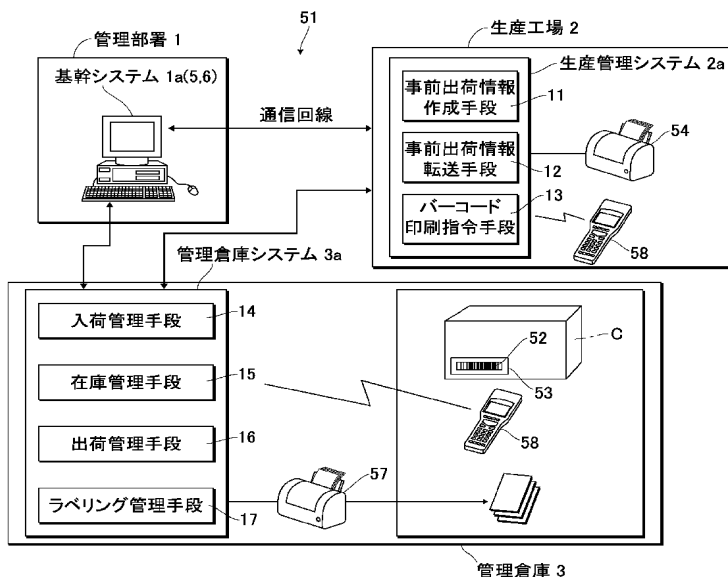 51
管理部署 1
基幹システム 1a(5,6)
通信回線
生産工場 2
生産管理システム 2a
事前出荷情報
作成手段
11
事前出荷情報
転送手段
12
バーコード
印刷指令手段
13
54
58
管理倉庫システム 3a
入荷管理手段
14
在庫管理手段
15
出荷管理手段
16
ラベリング管理手段
17
52
C
53
58
57
管理倉庫 3